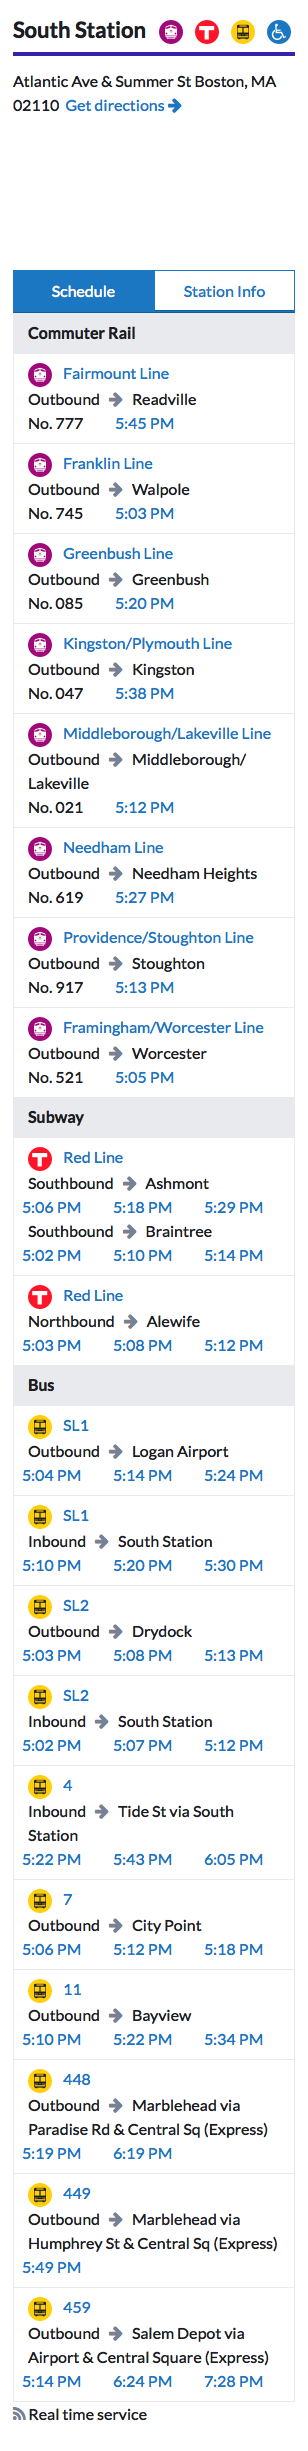 South Station
Atlantic Ave & Summer St Boston, MA
02110 Get directions
Schedule Station Info
Commuter Rail
Fairmount Line
Outbound Readville
No. 777 5:45 PM
Franklin Line
Outbound Walpole
No. 745 5:03 PM
Greenbush Line
Outbound Greenbush
No. 085 5:20 PM
Kingston/Plymouth Line
Outbound Kingston
No. 047 5:38 PM
Middleborough/Lakeville Line
Outbound Middleborough/
Lakeville
No. 021 5:12 PM
Needham Line
Outbound Needham Heights
No. 619 5:27 PM
Providence/Stoughton Line
Outbound Stoughton
No. 917 5:13 PM
Framingham/Worcester Line
Outbound Worcester
No. 521 5:05 PM
Subway
Red Line
Southbound Ashmont
5:06 PM 5:18 PM 5:29 PM
Southbound Braintree
5:02 PM 5:10 PM 5:14 PM
Red Line
Northbound Alewife
5:03 PM 5:08 PM 5:12 PM
Bus
SL1
Outbound Logan Airport
5:04 PM 5:14 PM 5:24 PM
SL1
Inbound South Station
5:10 PM 5:20 PM 5:30 PM
SL2
Outbound Drydock
5:03 PM 5:08 PM 5:13 PM
SL2
Inbound South Station
5:02 PM 5:07 PM 5:12 PM
4
Inbound Tide St via South
Station
5:22 PM 5:43 PM 6:05 PM
7
Outbound City Point
5:06 PM 5:12 PM 5:18 PM
11
Outbound Bayview
5:10 PM 5:22 PM 5:34 PM
448
Outbound Marblehead via
Paradise Rd & Central Sq (Express)
5:19 PM 6:19 PM
449
Outbound Marblehead via
Humphrey St & Central Sq (Express)
5:49 PM
459
Outbound Salem Depot via
Airport & Central Square (Express)
5:14 PM 6:24 PM 7:28 PM
Real time service